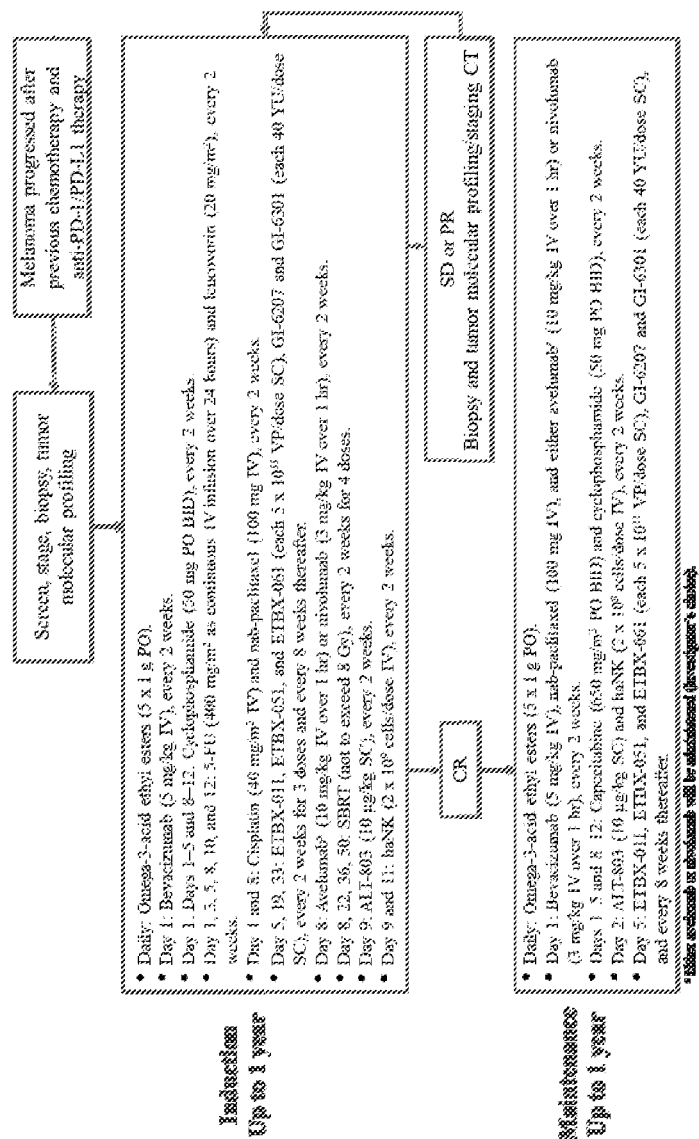 Melanoma progressed after
previous chemotherapy and
anti-PD-1/PD-L1 therapy
Screen, stage, biopsy, tumor
molecular profiling
Induction
Up to 1 year
• Daily: Omega-3-acid ethyl esters (5 x 1 g PO).
• Day 1: Bevacizumab (5 mg/kg IV), every 2 weeks.
• Day 1. Days 1–5 and 8–12. Cyclophosphamide (50 mg PO BID), every 2 weeks.
• Day 1, 3, 5, 8, 10, and 12: 5-FU (400 mg/m² as continuous IV infusion over 24 hours) and leucovorin (20 mg/m²), every 2
weeks.
• Day 1 and 8: Cisplatin (40 mg/m² IV) and nab-paclitaxel (100 mg IV), every 2 weeks.
• Day 5, 19, 33: ETBX-011, ETBX-051, and ETBX-061 (each 5 x 10¹¹ VP/dose SC), GI-6207 and GI-6301 (each 40 YU/dose
SC), every 2 weeks for 3 doses and every 8 weeks thereafter.
• Day 8: Avelumabᵃ (10 mg/kg IV over 1 hr) or nivolumab (3 mg/kg IV over 1 hr), every 2 weeks.
• Day 8, 22, 36, 50: SBRT (not to exceed 8 Gy), every 2 weeks for 4 doses.
• Day 9: ALT-803 (10 µg/kg SC), every 2 weeks.
• Day 9 and 11: haNK (2 x 10⁹ cells/dose IV), every 2 weeks.
CR
SD or PR
Biopsy and tumor molecular profiling/staging CT
Maintenance
Up to 1 year
• Daily: Omega-3-acid ethyl esters (5 x 1 g PO).
• Day 1: Bevacizumab (5 mg/kg IV), nab-paclitaxel (100 mg IV), and either avelumabᵃ (10 mg/kg IV over 1 hr) or nivolumab
(3 mg/kg IV over 1 hr), every 2 weeks.
• Days 1–5 and 8–12: Capecitabine (650 mg/m² PO BID) and cyclophosphamide (50 mg PO BID), every 2 weeks.
• Day 2: ALT-803 (10 µg/kg SC) and haNK (2 x 10⁹ cells/dose IV), every 2 weeks.
• Day 5: ETBX-011, ETBX-051, and ETBX-061 (each 5 x 10¹¹ VP/dose SC), GI-6207 and GI-6301 (each 40 YU/dose SC),
and every 8 weeks thereafter.
ᵃ Either avelumab or nivolumab will be administered (investigator's choice).